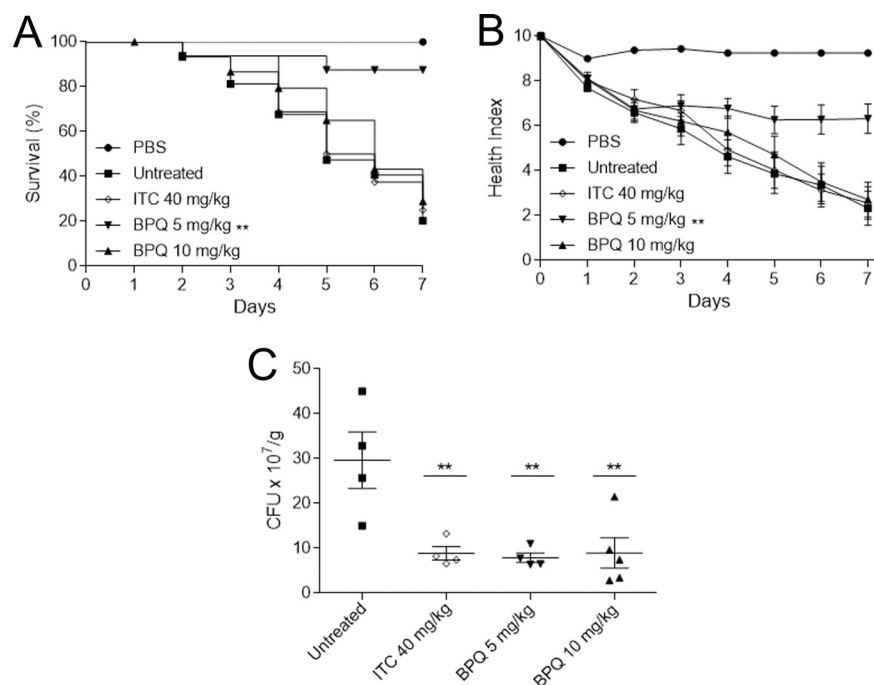 A
Survival (%)
100
80
60
40
20
0
PBS
Untreated
ITC 40 mg/kg
BPQ 5 mg/kg **
BPQ 10 mg/kg
0 1 2 3 4 5 6 7
Days
B
Health Index
10
8
6
4
2
0
PBS
Untreated
ITC 40 mg/kg
BPQ 5 mg/kg **
BPQ 10 mg/kg
0 1 2 3 4 5 6 7
Days
C
CFU x 10⁷/g
50
40
30
20
10
0
** ** **
Untreated
ITC 40 mg/kg
BPQ 5 mg/kg
BPQ 10 mg/kg